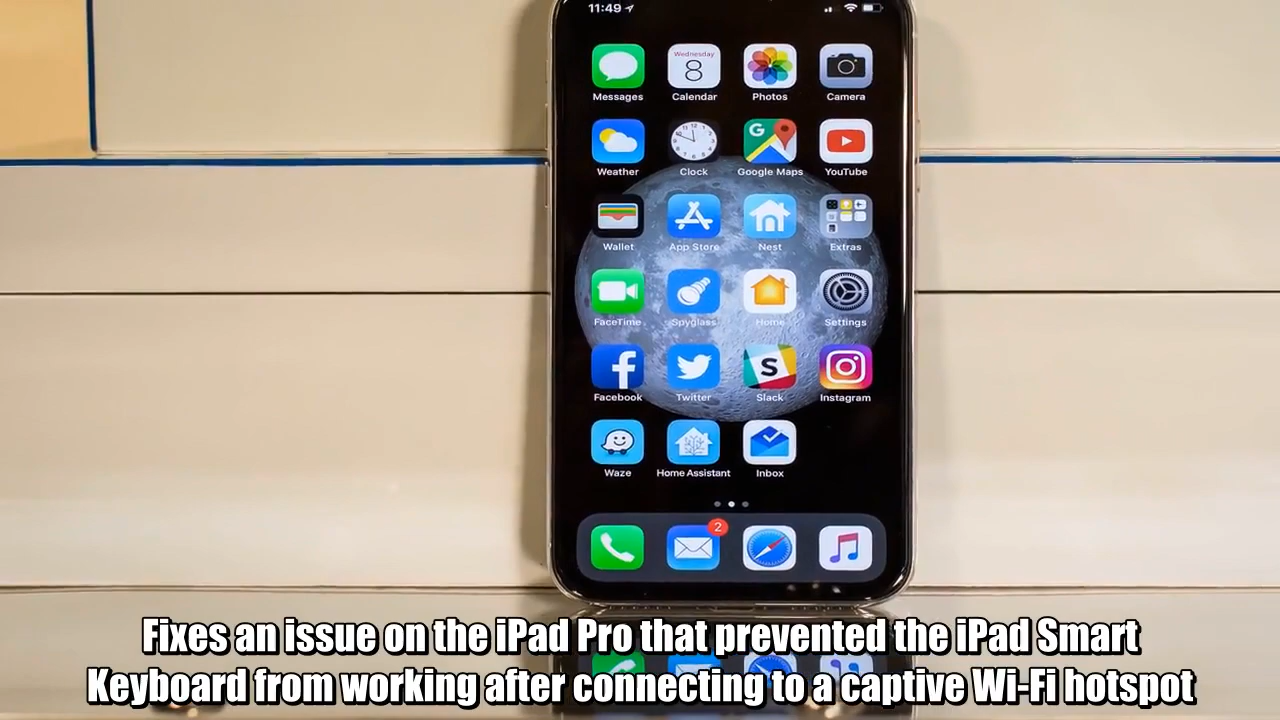 11:49
Wednesday
8
Messages Calendar Photos Camera
G
Weather Clock Google Maps YouTube
Wallet App Store Nest Extras
FaceTime Spyglass Home Settings
S
Facebook Twitter Slack Instagram
Waze Home Assistant Inbox
2
Fixes an issue on the iPad Pro that prevented the iPad Smart
Keyboard from working after connecting to a captive Wi-Fi hotspot